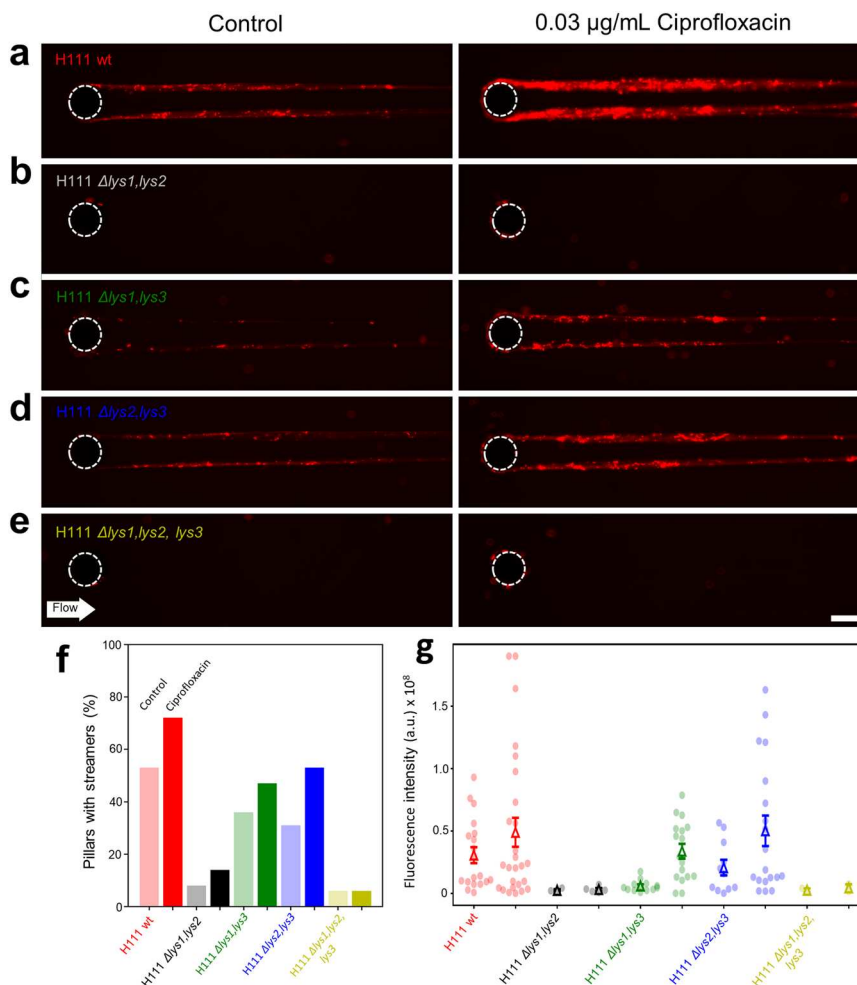 Control
0.03 µg/mL Ciprofloxacin
a
H111 wt
b
H111 Δlys1,lys2
c
H111 Δlys1,lys3
d
H111 Δlys2,lys3
e
H111 Δlys1,lys2, lys3
Flow
f
Pillars with streamers (%)
100
80
60
40
20
0
Control
Ciprofloxacin
H111 wt
H111 Δlys1,lys2
H111 Δlys1,lys3
H111 Δlys2,lys3
H111 Δlys1,lys2,
lys3
g
Fluorescence intensity (a.u.) x 10⁸
1.5
1.0
0.5
0
H111 wt
H111 Δlys1,lys2
H111 Δlys1,lys3
H111 Δlys2,lys3
H111 Δlys1,lys2,
lys3